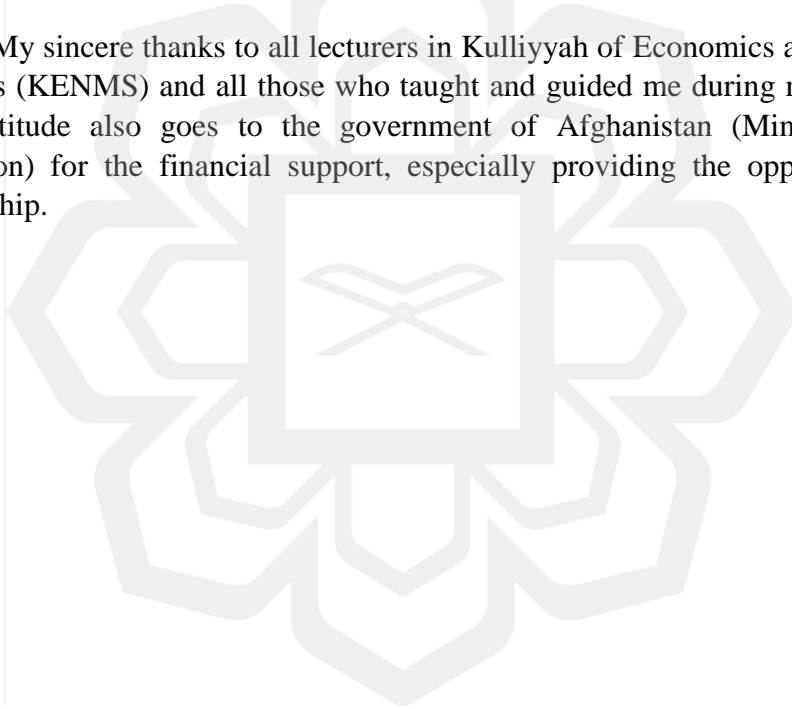 My sincere thanks to all lecturers in Kulliyyah of Economics a
s (KENMS) and all those who taught and guided me during
titude also goes to the government of Afghanistan (Min
on) for the financial support, especially providing the opp
hip.